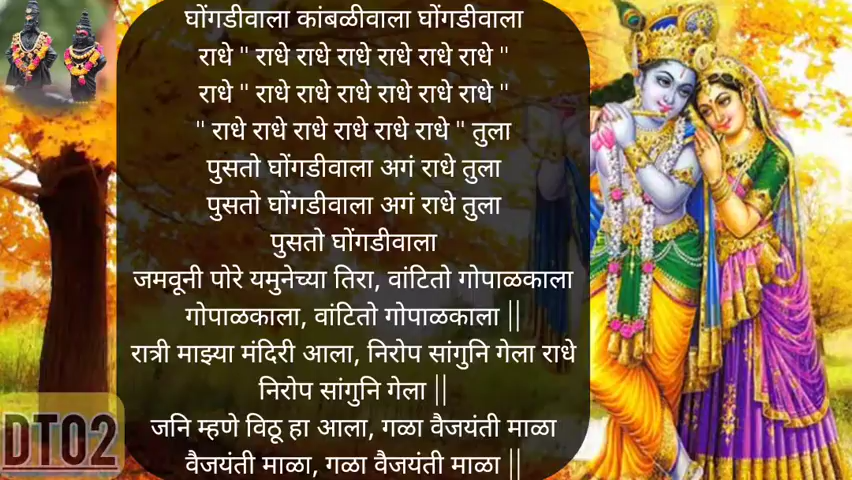 घोंगडीवाला कांबळीवाला घोंगडीवाला
राधे " राधे राधे राधे राधे राधे राधे "
राधे " राधे राधे राधे राधे राधे राधे "
" राधे राधे राधे राधे राधे राधे " तुला
पुसतो घोंगडीवाला अगं राधे तुला
पुसतो घोंगडीवाला अगं राधे तुला
पुसतो घोंगडीवाला
जमवूनी पोरे यमुनेच्या तिरा, वांटितो गोपाळकाला
गोपाळकाला, वांटितो गोपाळकाला ||
रात्री माझ्या मंदिरी आला, निरोप सांगुनि गेला राधे
निरोप सांगुनि गेला ||
जनि म्हणे विठू हा आला, गळा वैजयंती माळा
वैजयंती माळा, गळा वैजयंती माळा ||
DT02